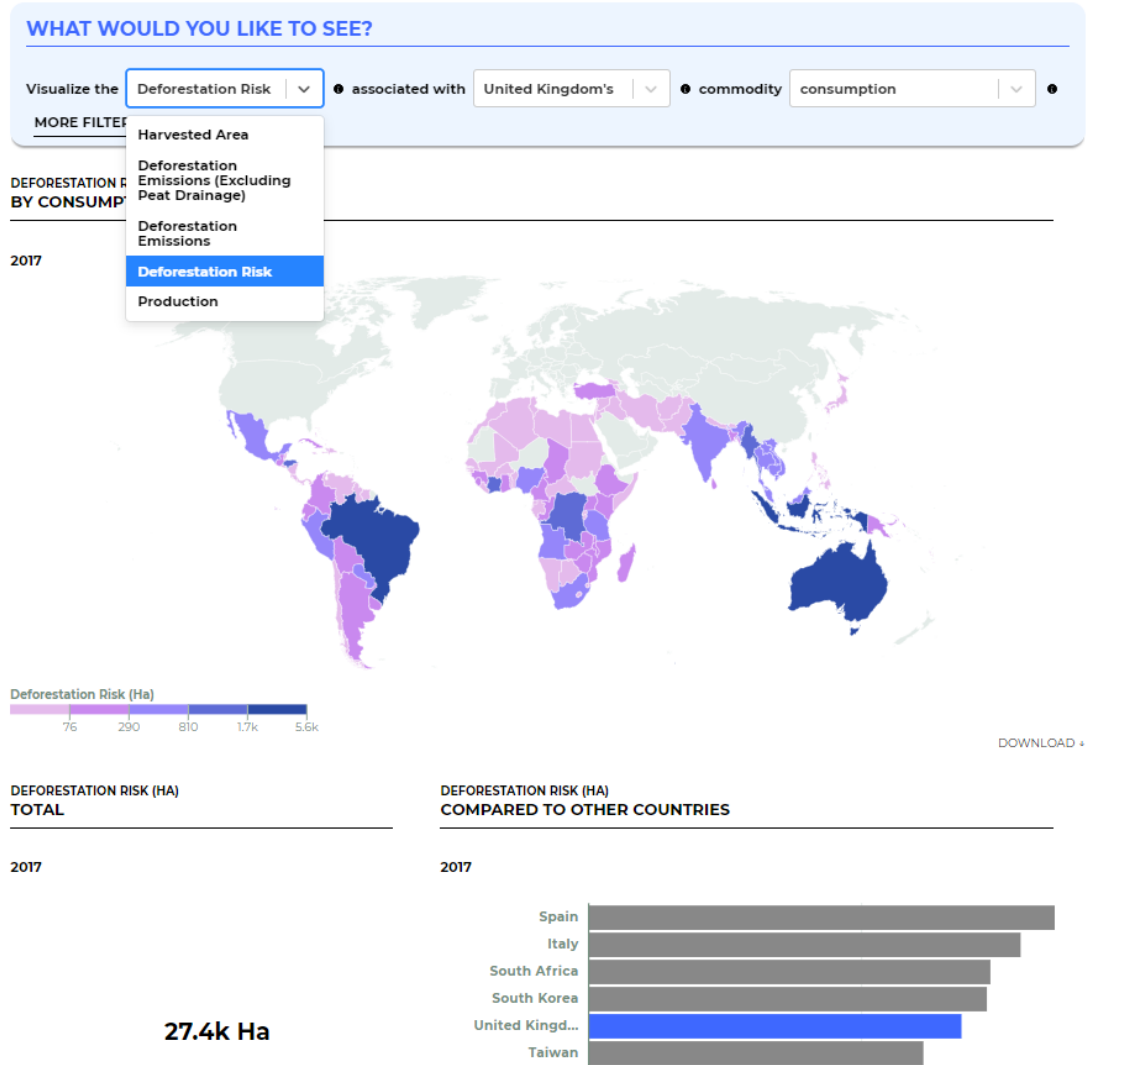 WHAT WOULD YOU LIKE TO SEE?
Visualize the Deforestation Risk associated with United Kingdom's commodity consumption
MORE FILTER
Harvested Area
Deforestation
Emissions (Excluding
Peat Drainage)
Deforestation
Emissions
Deforestation Risk
Production
DEFORESTATION R
BY CONSUMP
2017
Deforestation Risk (Ha)
76 290 810 1.7k 5.6k
DOWNLOAD ↓
DEFORESTATION RISK (HA)
TOTAL
2017
27.4k Ha
DEFORESTATION RISK (HA)
COMPARED TO OTHER COUNTRIES
2017
Spain
Italy
South Africa
South Korea
United Kingd...
Taiwan